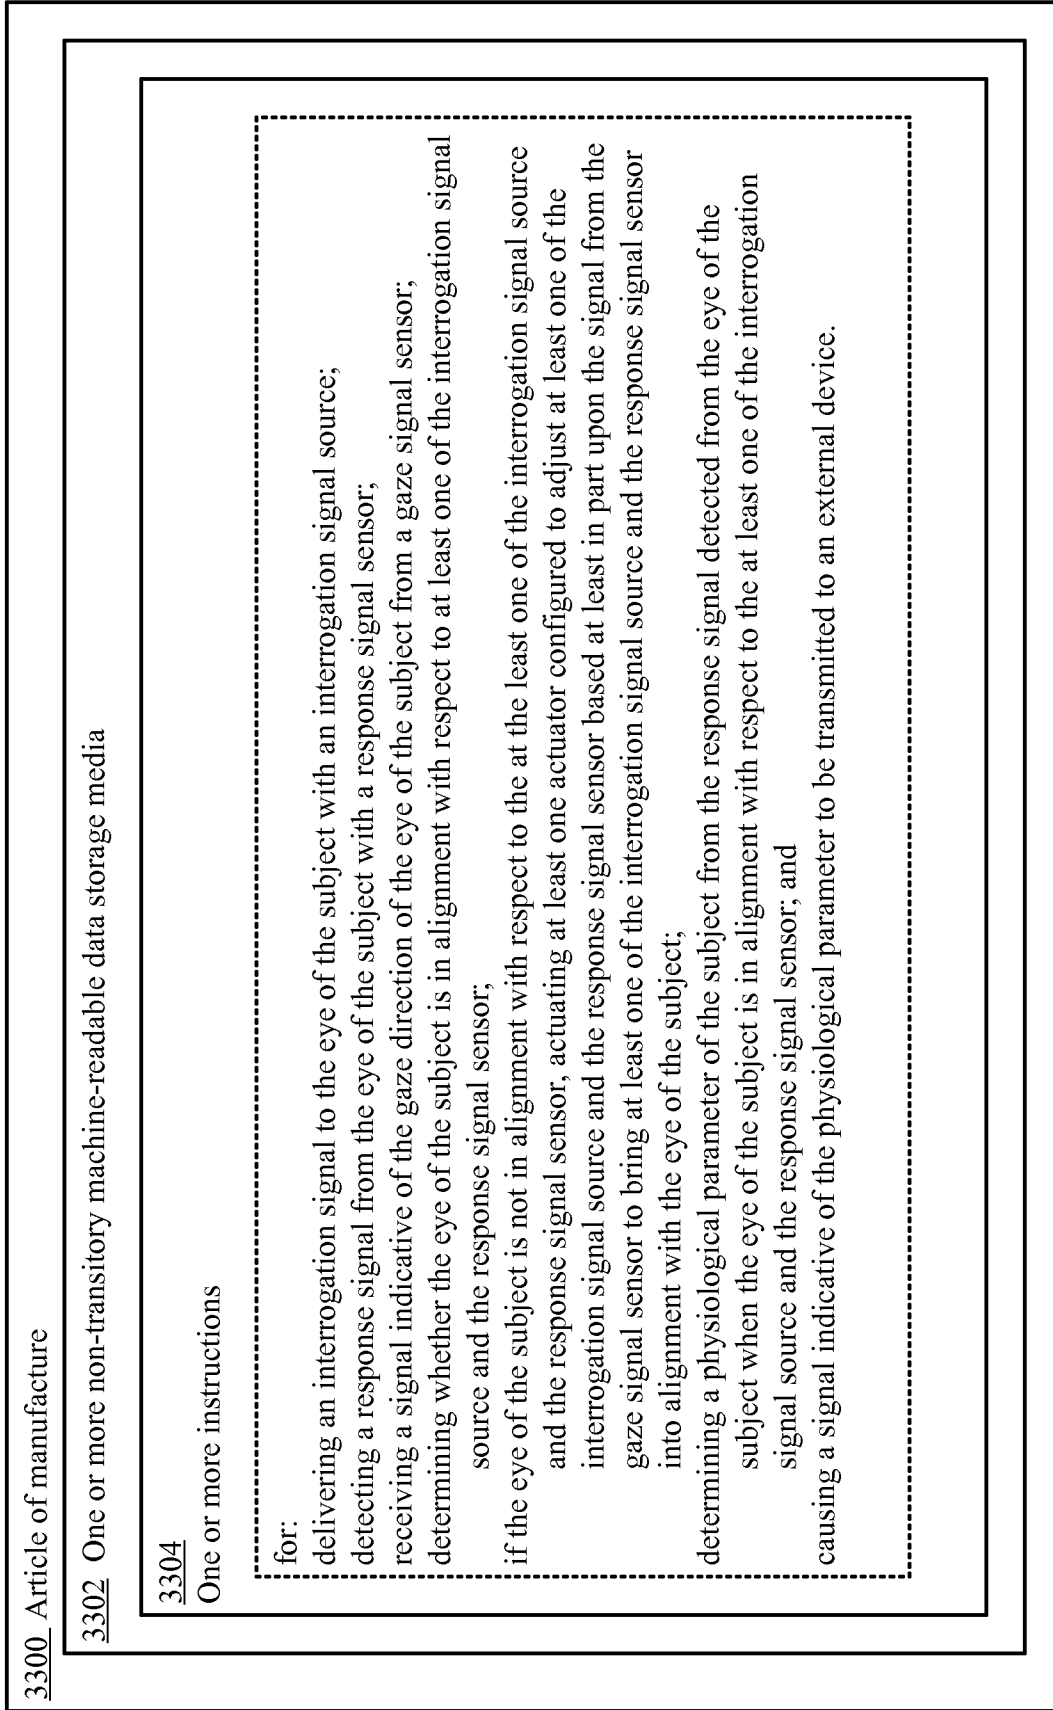 3300 Article of manufacture
3302 One or more non-transitory machine-readable data storage media
3304
One or more instructions
for:
delivering an interrogation signal to the eye of the subject with an interrogation signal source;
detecting a response signal from the eye of the subject with a response signal sensor;
receiving a signal indicative of the gaze direction of the eye of the subject from a gaze signal sensor;
determining whether the eye of the subject is in alignment with respect to at least one of the interrogation signal
source and the response signal sensor;
if the eye of the subject is not in alignment with respect to the at the least one of the interrogation signal source
and the response signal sensor, actuating at least one actuator configured to adjust at least one of the
interrogation signal source and the response signal sensor based at least in part upon the signal from the
gaze signal sensor to bring at least one of the interrogation signal source and the response signal sensor
into alignment with the eye of the subject;
determining a physiological parameter of the subject from the response signal detected from the eye of the
subject when the eye of the subject is in alignment with respect to the at least one of the interrogation
signal source and the response signal sensor; and
causing a signal indicative of the physiological parameter to be transmitted to an external device.